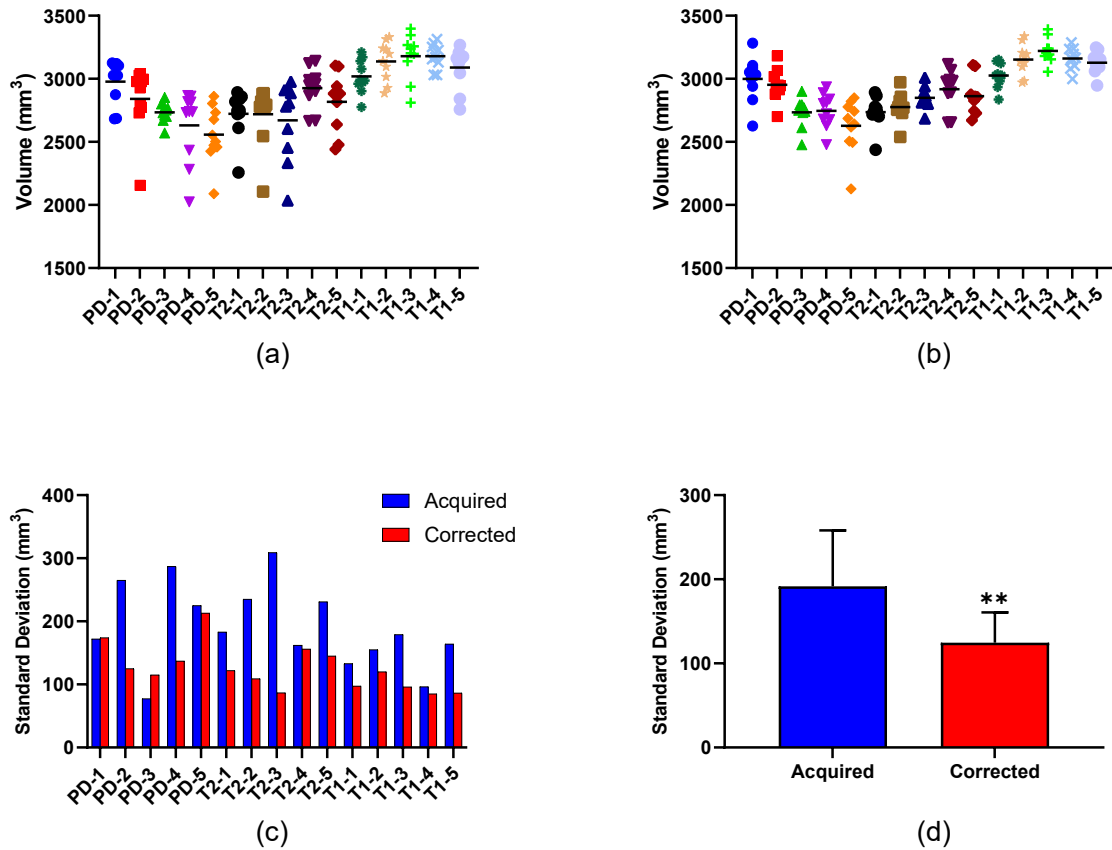 Volume (mm³)
3500
3000
2500
2000
1500
PD-1 PD-2 PD-3 PD-4 PD-5 T2-1 T2-2 T2-3 T2-4 T2-5 T1-1 T1-2 T1-3 T1-4 T1-5
(a)
Volume (mm³)
3500
3000
2500
2000
1500
PD-1 PD-2 PD-3 PD-4 PD-5 T2-1 T2-2 T2-3 T2-4 T2-5 T1-1 T1-2 T1-3 T1-4 T1-5
(b)
Standard Deviation (mm³)
400
300
200
100
0
Acquired
Corrected
PD-1 PD-2 PD-3 PD-4 PD-5 T2-1 T2-2 T2-3 T2-4 T2-5 T1-1 T1-2 T1-3 T1-4 T1-5
(c)
Standard Deviation (mm³)
300
200
100
0
**
Acquired Corrected
(d)